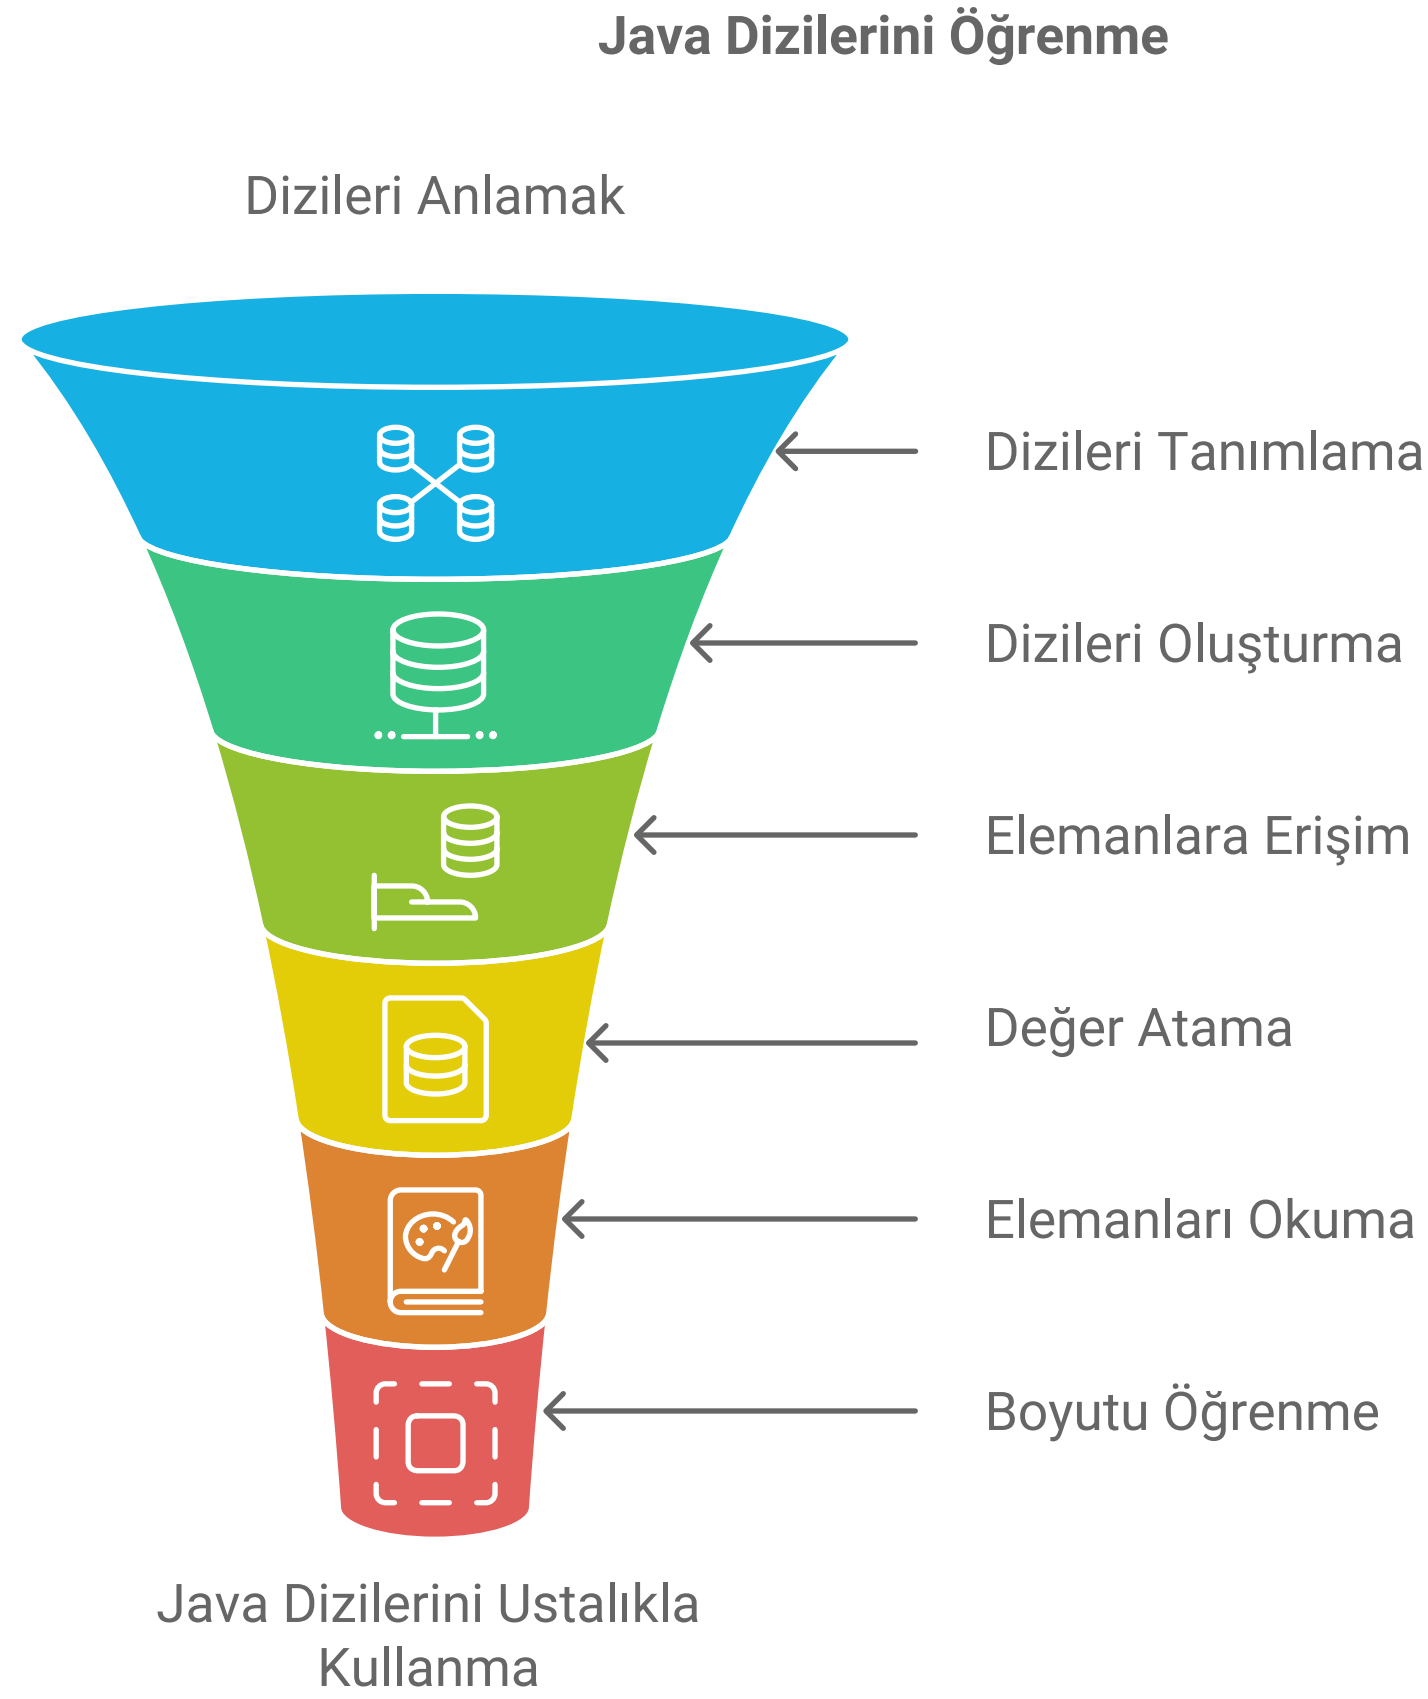 Java Dizilerini Öğrenme
Dizileri Anlamak
Dizileri Tanımlama
Dizileri Oluşturma
Elemanlara Erişim
Değer Atama
Elemanları Okuma
Boyutu Öğrenme
Java Dizilerini Ustalıkla
Kullanma